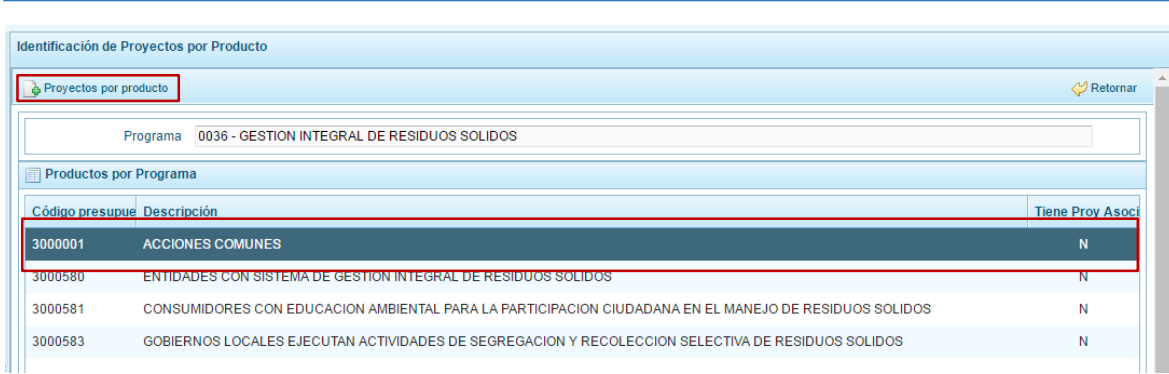 Identificación de Proyectos por Producto
Proyectos por producto Retornar
Programa 0036 - GESTION INTEGRAL DE RESIDUOS SOLIDOS
Productos por Programa
Código presupue Descripción Tiene Proy Asoci
3000001 ACCIONES COMUNES N
3000580 ENTIDADES CON SISTEMA DE GESTION INTEGRAL DE RESIDUOS SOLIDOS N
3000581 CONSUMIDORES CON EDUCACION AMBIENTAL PARA LA PARTICIPACION CIUDADANA EN EL MANEJO DE RESIDUOS SOLIDOS N
3000583 GOBIERNOS LOCALES EJECUTAN ACTIVIDADES DE SEGREGACION Y RECOLECCION SELECTIVA DE RESIDUOS SOLIDOS N